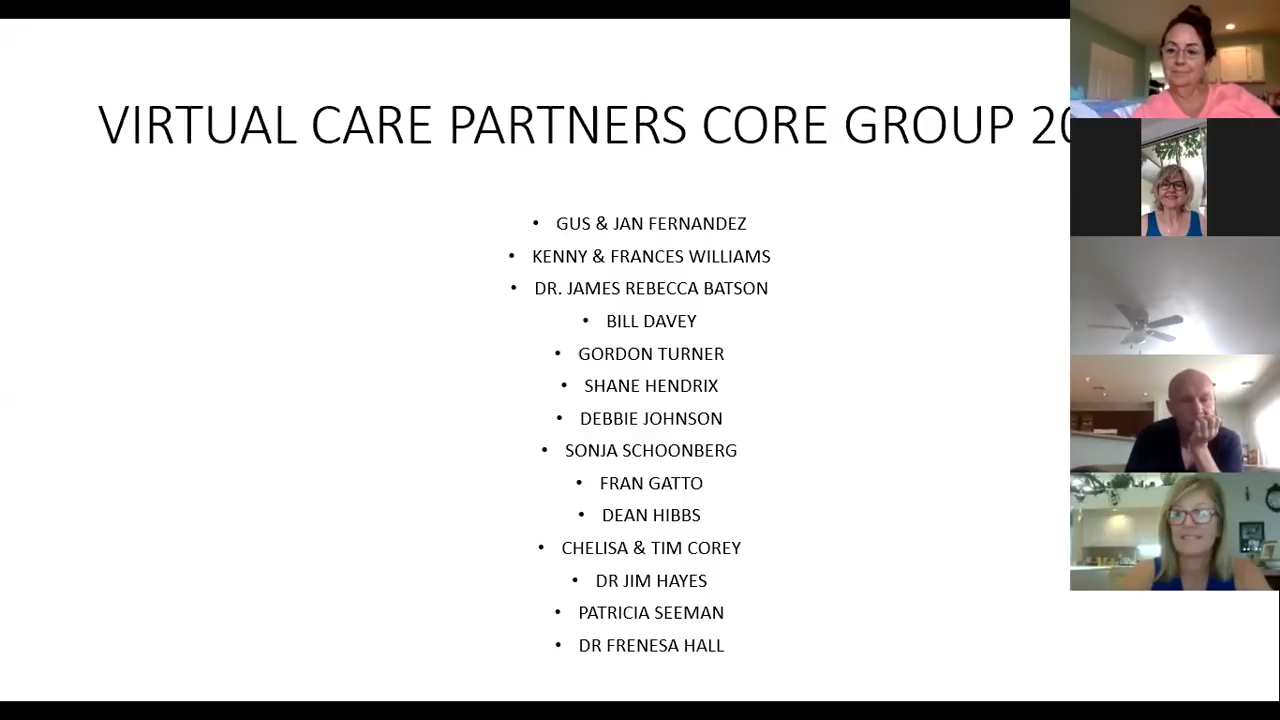 VIRTUAL CARE PARTNERS CORE GROUP 20
• GUS & JAN FERNANDEZ
• KENNY & FRANCES WILLIAMS
• DR. JAMES REBECCA BATSON
• BILL DAVEY
• GORDON TURNER
• SHANE HENDRIX
• DEBBIE JOHNSON
• SONJA SCHOONBERG
• FRAN GATTO
• DEAN HIBBS
• CHELISA & TIM COREY
• DR JIM HAYES
• PATRICIA SEEMAN
• DR FRENESA HALL